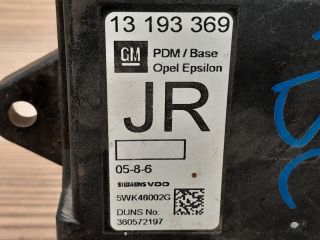 13 193 369
GM
PDM / Base
Opel Epsilon
JR
05-8-6
SIEMENS VDO
5WK46002G
DUNS No:
360572197